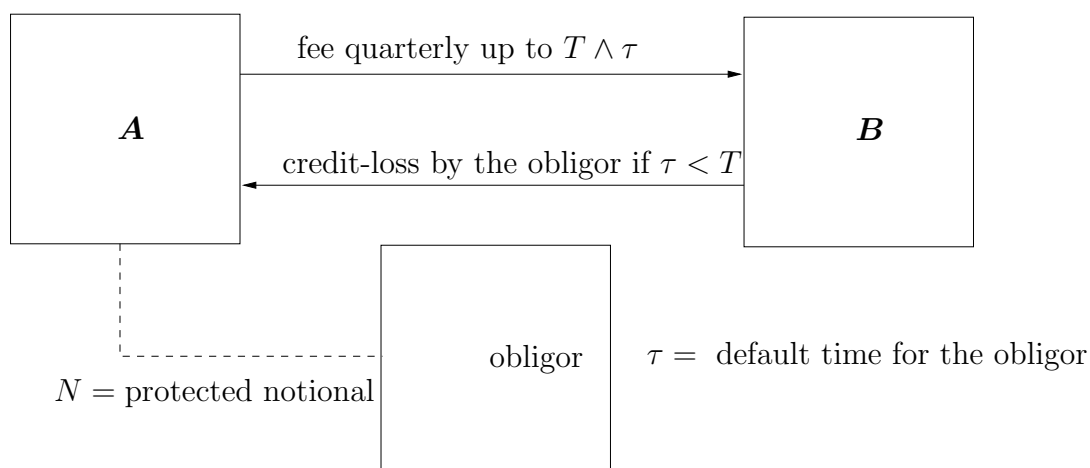 fee quarterly up to T ∧ τ
A
B
credit-loss by the obligor if τ < T
obligor
τ = default time for the obligor
N = protected notional